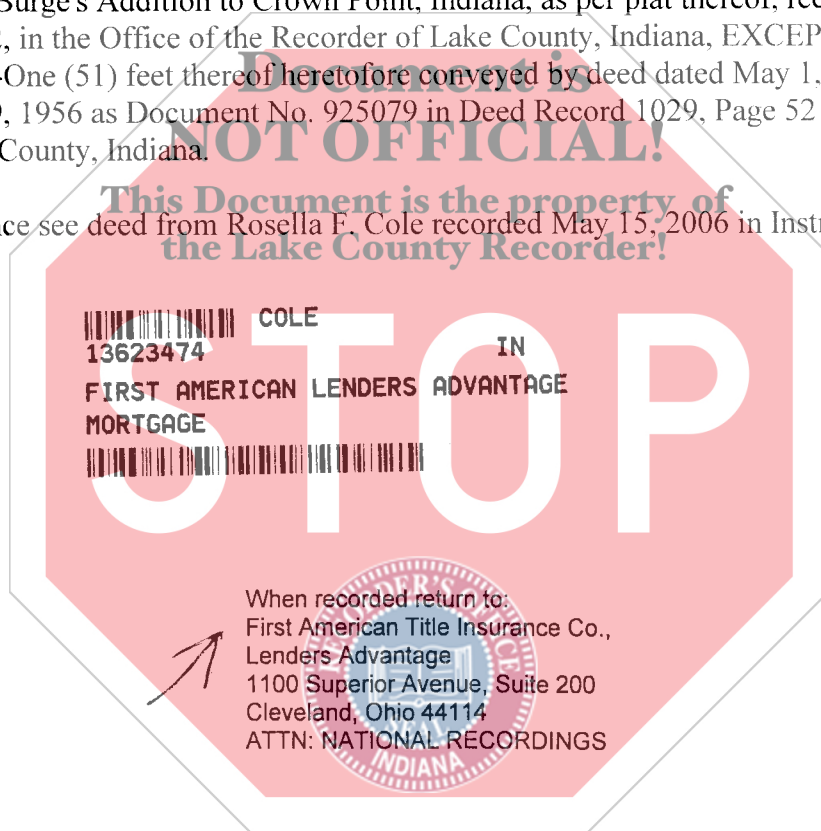 Burge's Addition to Crown Point, Indiana, as per plat thereof,
, in the Office of the Recorder of Lake County, Indiana, EXCEP
-One (51) feet thereof heretofore conveyed by deed dated May 1,
, 1956 as Document No. 925079 in Deed Record 1029, Page 52
County, Indiana.
Document is
NOT OFFICIAL!
This Document is the property of
the Lake County Recorder!
ce see deed from Rosella F. Cole recorded May 15, 2006 in Instr
STOP
COLE
13623474 IN
FIRST AMERICAN LENDERS ADVANTAGE
MORTGAGE
When recorded return to:
First American Title Insurance Co.,
Lenders Advantage
1100 Superior Avenue, Suite 200
Cleveland, Ohio 44114
ATTN: NATIONAL RECORDINGS
RECORDER'S OFFICE
SEAL
INDIANA